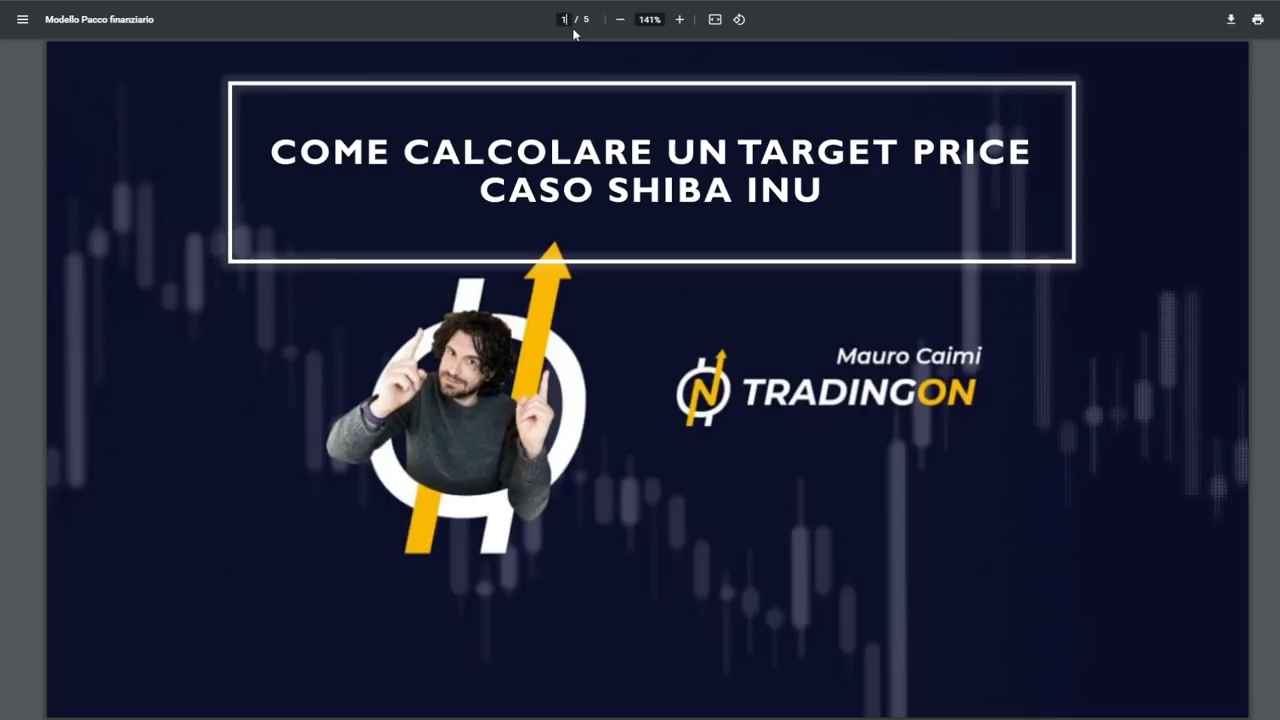 Modello Pacco finanziario
1 / 5
141%
COME CALCOLARE UN TARGET PRICE
CASO SHIBA INU
Mauro Caimi
TRADINGON